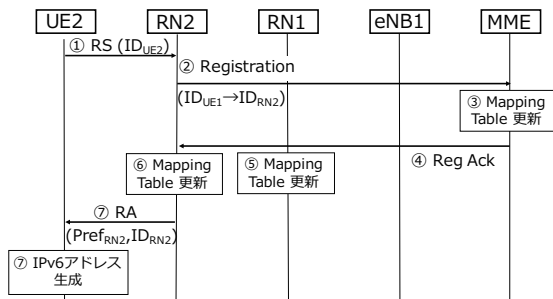 UE2 RN2 RN1 eNB1 MME
① RS (ID_UE2)
② Registration
(ID_UE1→ID_RN2)
③ Mapping
Table 更新
④ Reg Ack
⑥ Mapping
Table 更新
⑤ Mapping
Table 更新
⑦ RA
(Pref_RN2,ID_RN2)
⑦ IPv6アドレス
生成